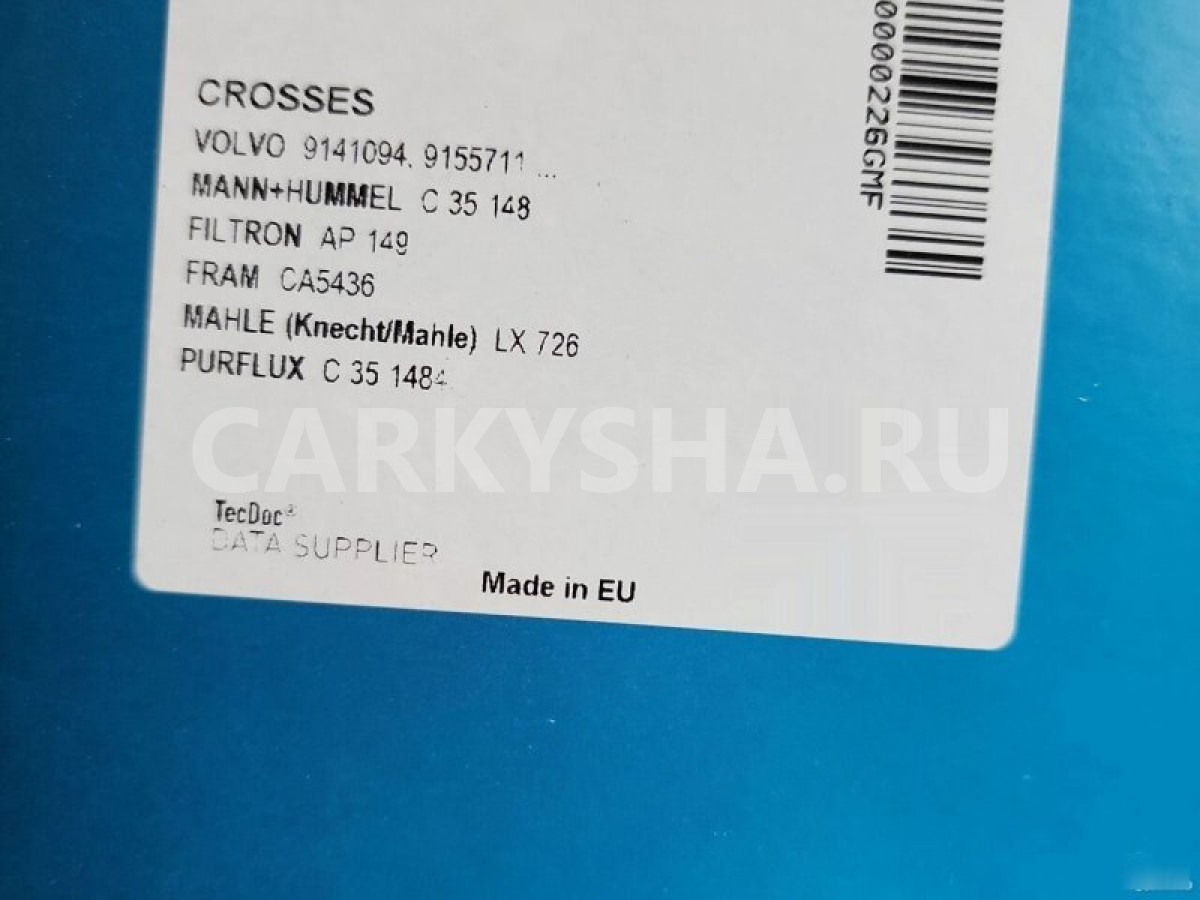 CROSSES
VOLVO 9141094, 9155711 ...
MANN+HUMMEL C 35 148
FILTRON AP 149
FRAM CA5436
MAHLE (Knecht/Mahle) LX 726
PURFLUX C 35 1484
CARKYSHA.RU
TecDoc®
DATA SUPPLIER
Made in EU
0000226GMF